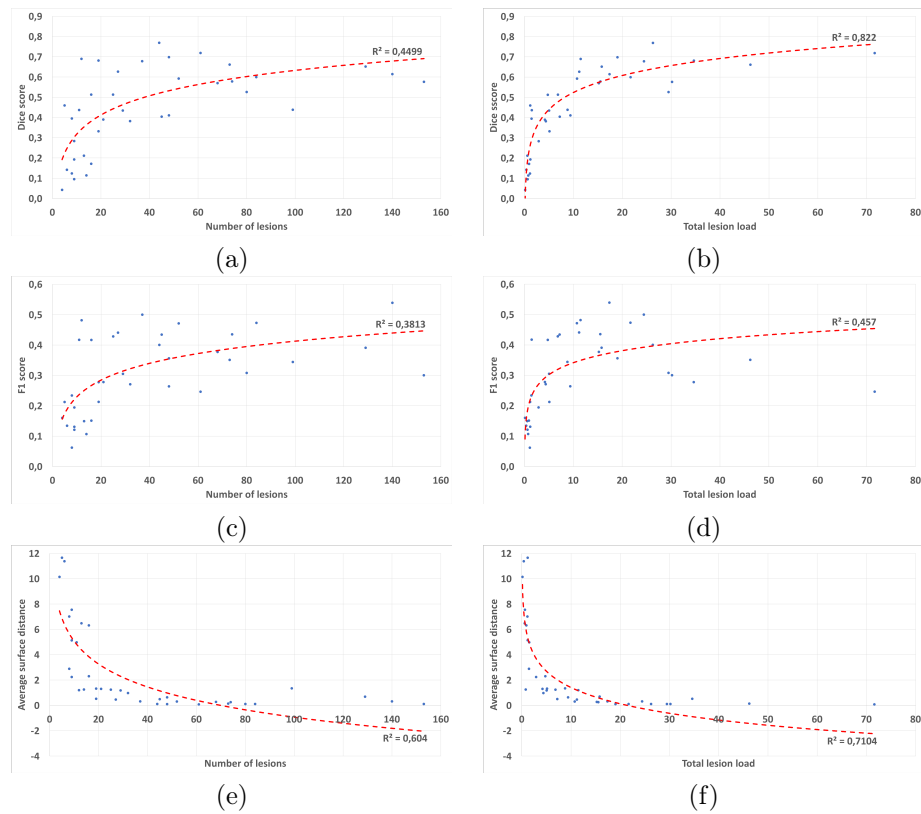 0,9
0,8
0,7
0,6
0,5
0,4
0,3
0,2
0,1
0,0
Dice score
R² = 0,4499
0 20 40 60 80 100 120 140 160
Number of lesions
(a)
0,9
0,8
0,7
0,6
0,5
0,4
0,3
0,2
0,1
0,0
Dice sscore
R² = 0,822
0 10 20 30 40 50 60 70 80
Total lesion load
(b)
0,6
0,5
0,4
0,3
0,2
0,1
0,0
F1 score
R² = 0,3813
0 20 40 60 80 100 120 140 160
Number of lesions
(c)
0,6
0,5
0,4
0,3
0,2
0,1
0,0
F1 score
R² = 0,457
0 10 20 30 40 50 60 70 80
Total lesion load
(d)
12
10
8
6
4
2
0
-2
-4
Average surface distance
0 20 40 60 80 100 120 140 160
R² = 0,604
Number of lesions
(e)
12
10
8
6
4
2
0
-2
-4
Average surface distance
0 10 20 30 40 50 60 70 80
R² = 0,7104
Total lesion load
(f)